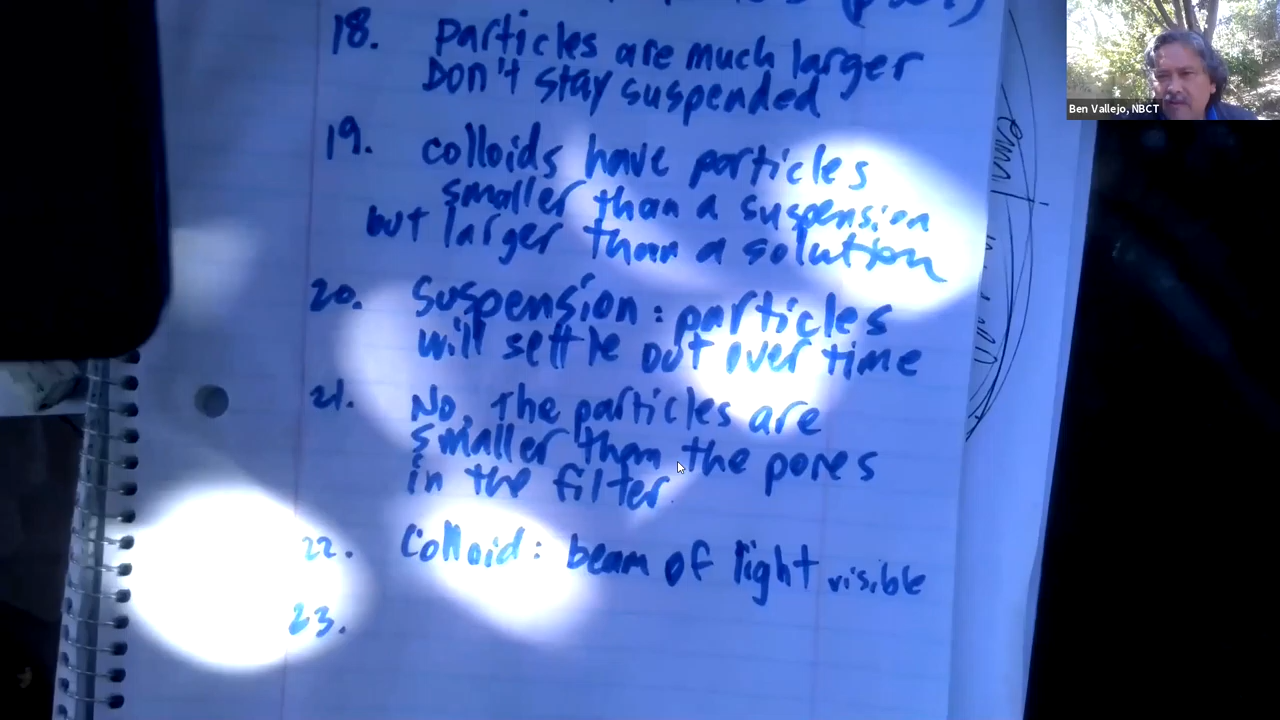 18. Particles are much larger
Don't stay suspended
19. colloids have particles
smaller than a suspension
but larger than a solution
20. Suspension: particles
will settle out over time
21. No, The particles are
smaller than the pores
in the filter.
22. Colloid: beam of light visible
23.
Ben Vallejo, NBCT